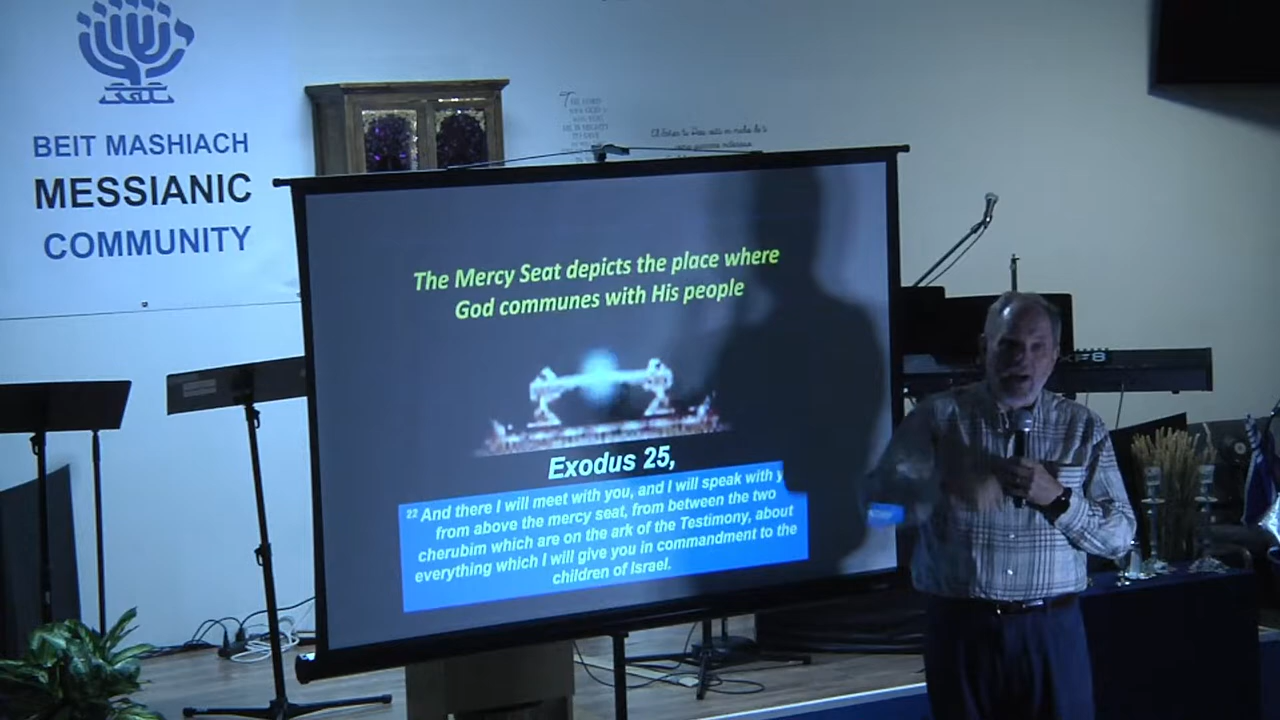 BEIT MASHIACH
MESSIANIC
COMMUNITY
The Mercy Seat depicts the place where
God communes with His people
Exodus 25,
22 And there I will meet with you, and I will speak with y
from above the mercy seat, from between the two
cherubim which are on the ark of the Testimony, about
everything which I will give you in commandment to the
children of Israel.
THE LORD
XF8